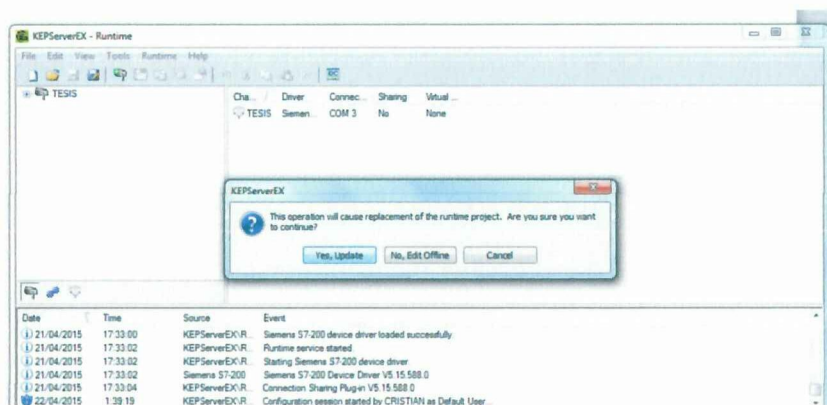 KEPServerEX - Runtime
File Edit View Tools Runtime Help
TESIS
Cha... Driver Connec... Sharing Virtual ...
TESIS Siemen... COM 3 No None
KEPServerEX
This operation will cause replacement of the runtime project. Are you sure you want
to continue?
Yes, Update No, Edit Offline Cancel
Date Time Source Event
21/04/2015 17:33:00 KEPServerEX\R... Siemens S7-200 device driver loaded successfully.
21/04/2015 17:33:02 KEPServerEX\R... Runtime service started.
21/04/2015 17:33:02 KEPServerEX\R... Starting Siemens S7-200 device driver.
21/04/2015 17:33:02 Siemens S7-200 Siemens S7-200 Device Driver V5.15.588.0
21/04/2015 17:33:04 KEPServerEX\R... Connection Sharing Plug-in V5.15.588.0
22/04/2015 1:39:19 KEPServerEX\R... Configuration session started by CRISTIAN as Default User...